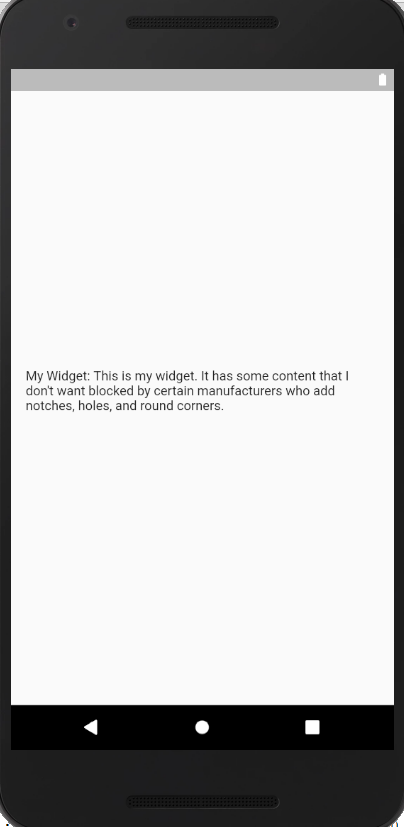 My Widget: This is my widget. It has some content that I
don't want blocked by certain manufacturers who add
notches, holes, and round corners.